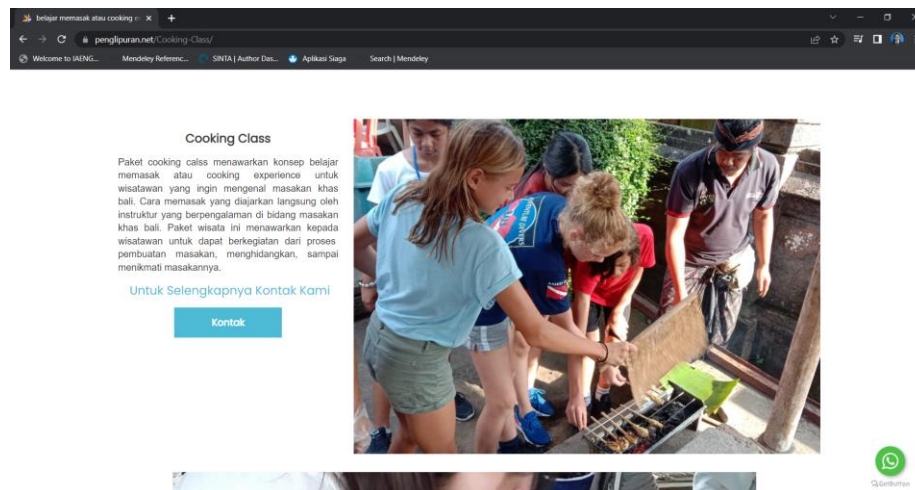 belajar memasak atau cooking e
penglipuran.net/Cooking-Class/
Welcome to IAENG...
Mendeley Referenc...
SINTA | Author Das...
Aplikasi Siaga
Search | Mendeley
Cooking Class
Paket cooking calss menawarkan konsep belajar
memasak atau cooking experience untuk
wisatawan yang ingin mengenal masakan khas
bali. Cara memasak yang diajarkan langsung oleh
instruktur yang berpengalaman di bidang masakan
khas bali. Paket wisata ini menawarkan kepada
wisatawan untuk dapat berkegiatan dari proses
pembuatan masakan, menghidangkan, sampai
menikmati masakannya.
Untuk Selengkapnya Kontak Kami
Kontak
GetButton